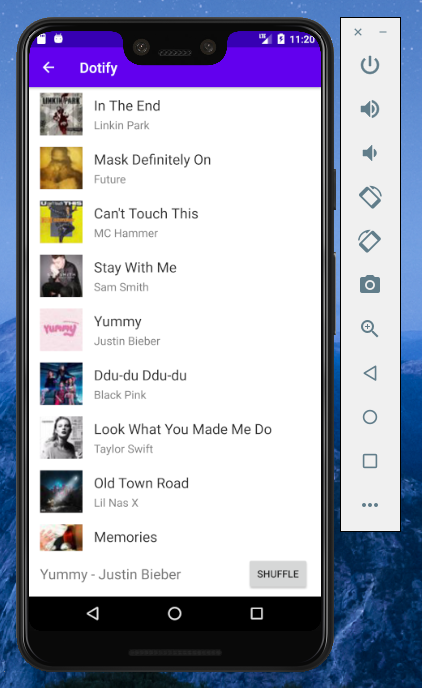 LTE 11:20
Dotify
LINKIN PARK
In The End
Linkin Park
Mask Definitely On
Future
Can't Touch This
MC Hammer
Stay With Me
Sam Smith
Yummy
Yummy
Justin Bieber
Ddu-du Ddu-du
Black Pink
Look What You Made Me Do
Taylor Swift
Old Town Road
Lil Nas X
Memories
Yummy - Justin Bieber
SHUFFLE